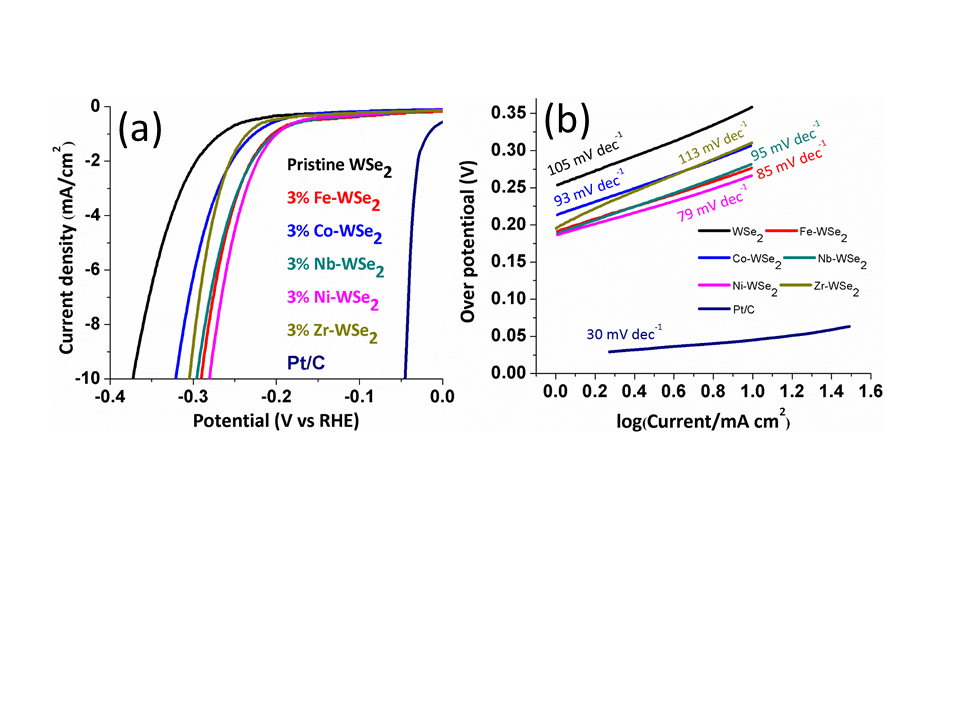 (a)
0
-2
-4
-6
-8
-10
Current density (mA/cm2)
Pristine WSe2
3% Fe-WSe2
3% Co-WSe2
3% Nb-WSe2
3% Ni-WSe2
3% Zr-WSe2
Pt/C
-0.4 -0.3 -0.2 -0.1 0.0
Potential (V vs RHE)
(b)
0.35
0.30
0.25
0.20
0.15
0.10
0.05
0.00
Over potentioal (V)
105 mV dec-1
113 mV dec-1
95 mV dec-1
93 mV dec-1
85 mV dec-1
79 mV dec-1
WSe2 Fe-WSe2
Co-WSe2 Nb-WSe2
Ni-WSe2 Zr-WSe2
Pt/C
30 mV dec-1
0.0 0.2 0.4 0.6 0.8 1.0 1.2 1.4 1.6
log(Current/mA cm2)